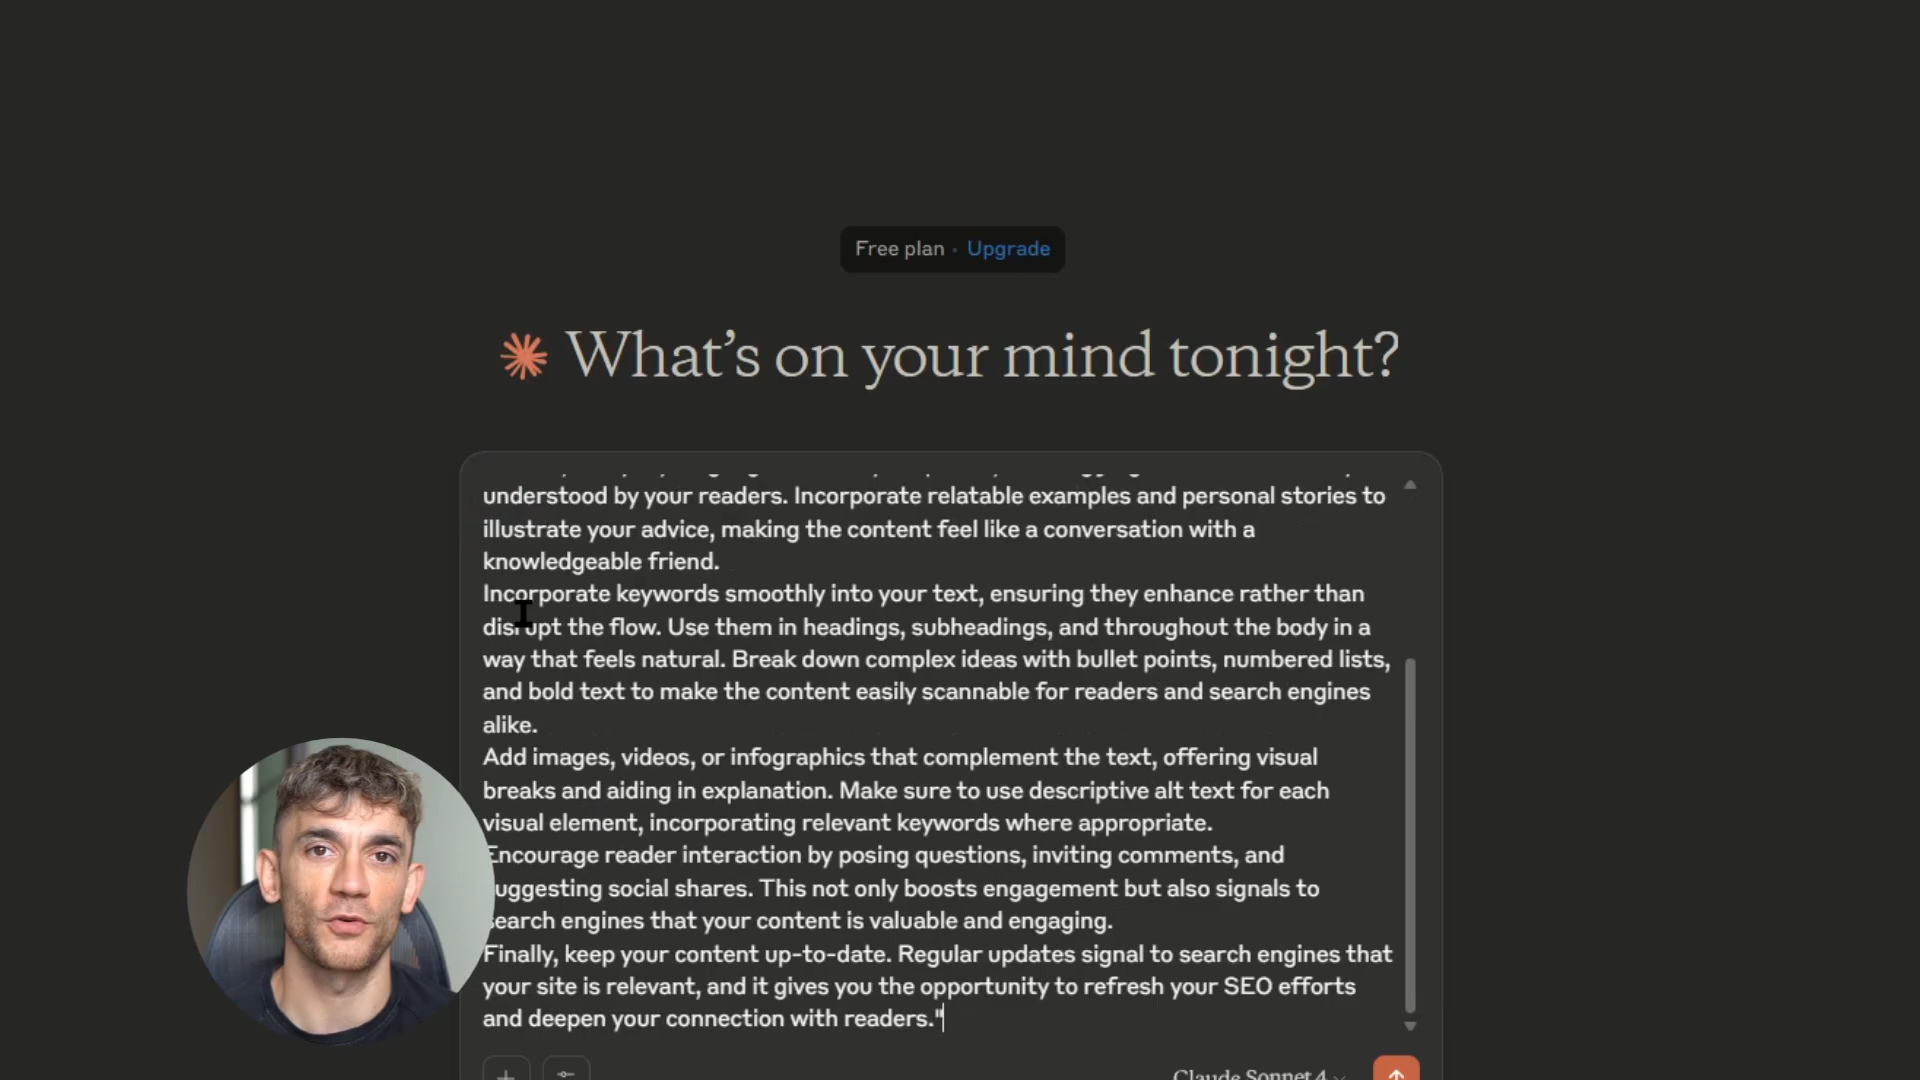 Free plan · Upgrade
What's on your mind tonight?
understood by your readers. Incorporate relatable examples and personal stories to
illustrate your advice, making the content feel like a conversation with a
knowledgeable friend.
Incorporate keywords smoothly into your text, ensuring they enhance rather than
disrupt the flow. Use them in headings, subheadings, and throughout the body in a
way that feels natural. Break down complex ideas with bullet points, numbered lists,
and bold text to make the content easily scannable for readers and search engines
alike.
Add images, videos, or infographics that complement the text, offering visual
breaks and aiding in explanation. Make sure to use descriptive alt text for each
visual element, incorporating relevant keywords where appropriate.
Encourage reader interaction by posing questions, inviting comments, and
uggesting social shares. This not only boosts engagement but also signals to
search engines that your content is valuable and engaging.
Finally, keep your content up-to-date. Regular updates signal to search engines that
your site is relevant, and it gives you the opportunity to refresh your SEO efforts
and deepen your connection with readers."
Claude Sonnet 4